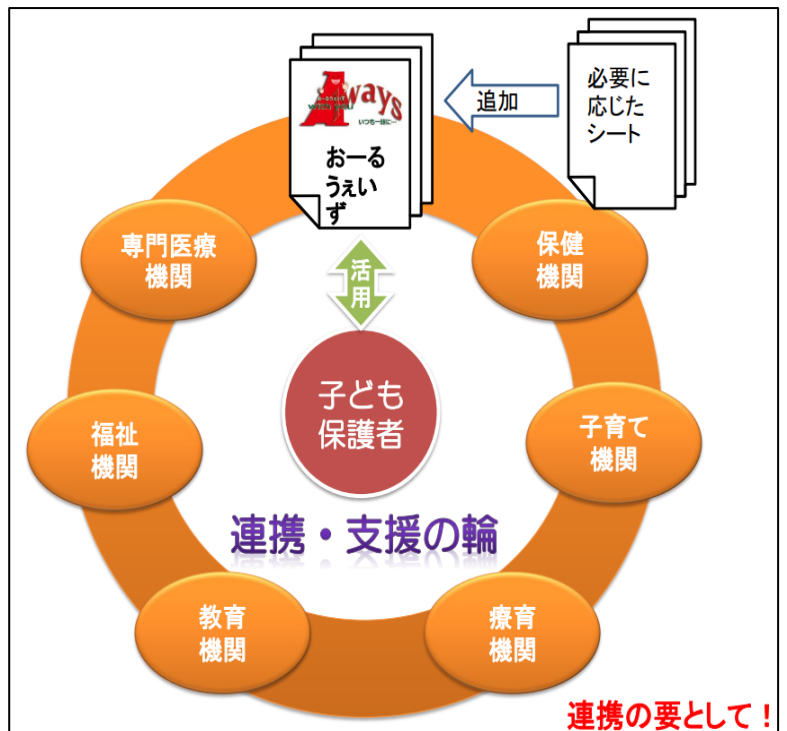 Always
with you
いつも一緒に…
おーる
うぇい
ず
追加
必要に
応じた
シート
専門医療
機関
活
用
保健
機関
子ども
保護者
福祉
機関
子育て
機関
連携・支援の輪
教育
機関
療育
機関
連携の要として！